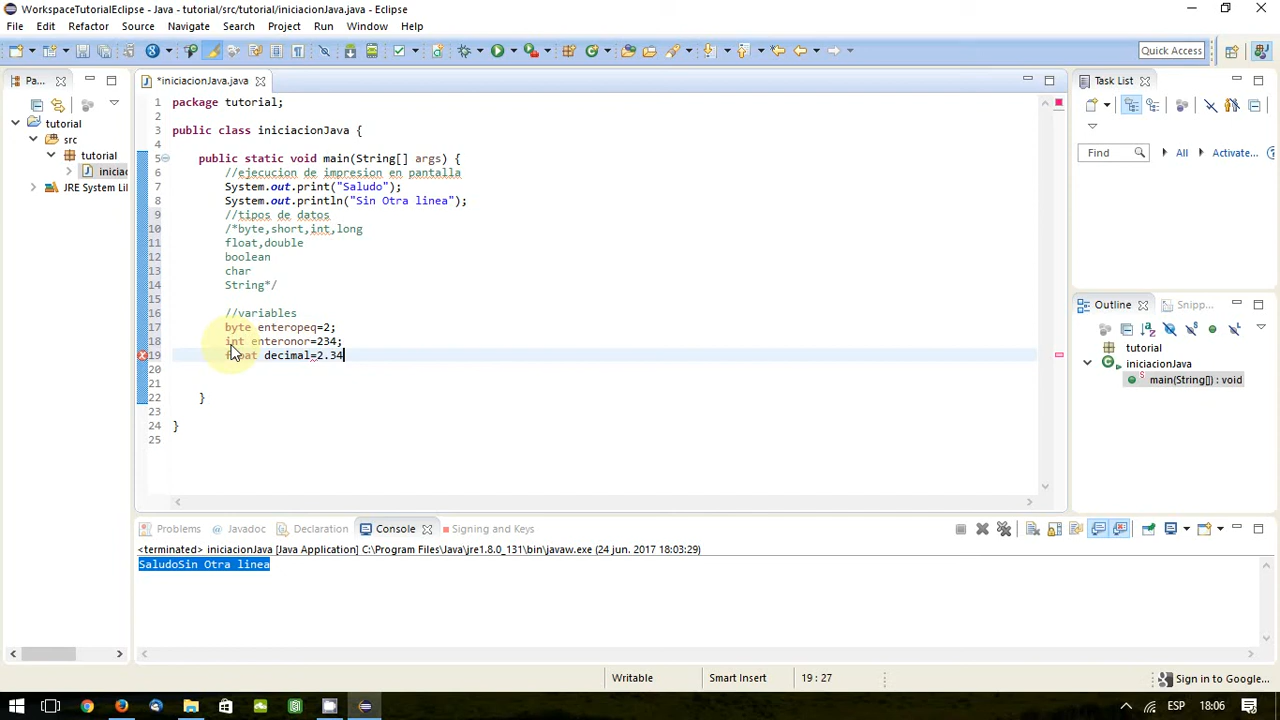 WorkspaceTutorialEclipse - Java - tutorial/src/tutorial/iniciacionJava.java - Eclipse
File Edit Refactor Source Navigate Search Project Run Window Help
Quick Access
Pa...
*iniciacionJava.java
Task List
tutorial
src
tutorial
inicia
JRE System Lil
1 package tutorial;
2
3 public class iniciacionJava {
4
5 public static void main(String[] args) {
6 //ejecucion de impresion en pantalla
7 System.out.print("Saludo");
8 System.out.println("Sin Otra linea");
9 //tipos de datos
10 /*byte,short,int,long
11 float,double
12 boolean
13 char
14 String*/
15
16 //variables
17 byte enteropeq=2;
18 int enteronor=234;
19 float decimal=2.34
20
21
22 }
23
24 }
25
Find All Activate...
Outline Snipp...
tutorial
iniciacionJava
S main(String[]) : void
Problems @ Javadoc Declaration Console Signing and Keys
<terminated> iniciacionJava [Java Application] C:\Program Files\Java\jre1.8.0_131\bin\javaw.exe (24 jun. 2017 18:03:29)
SaludoSin Otra linea
Writable Smart Insert 19 : 27 Sign in to Google...
ESP 18:06